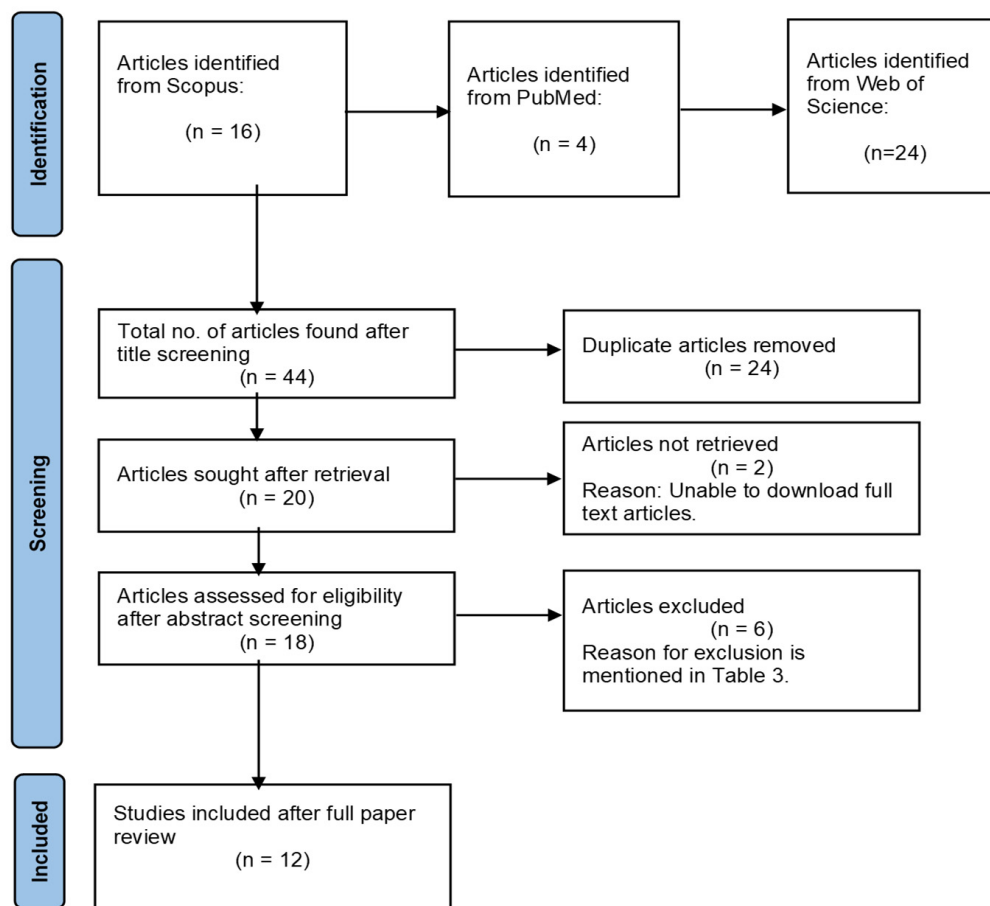 Identification
Articles identified
from Scopus:
(n = 16)
Articles identified
from PubMed:
(n = 4)
Articles identified
from Web of
Science:
(n=24)
Screening
Total no. of articles found after
title screening
(n = 44)
Duplicate articles removed
(n = 24)
Articles sought after retrieval
(n = 20)
Articles not retrieved
(n = 2)
Reason: Unable to download full
text articles.
Articles assessed for eligibility
after abstract screening
(n = 18)
Articles excluded
(n = 6)
Reason for exclusion is
mentioned in Table 3.
Included
Studies included after full paper
review
(n = 12)